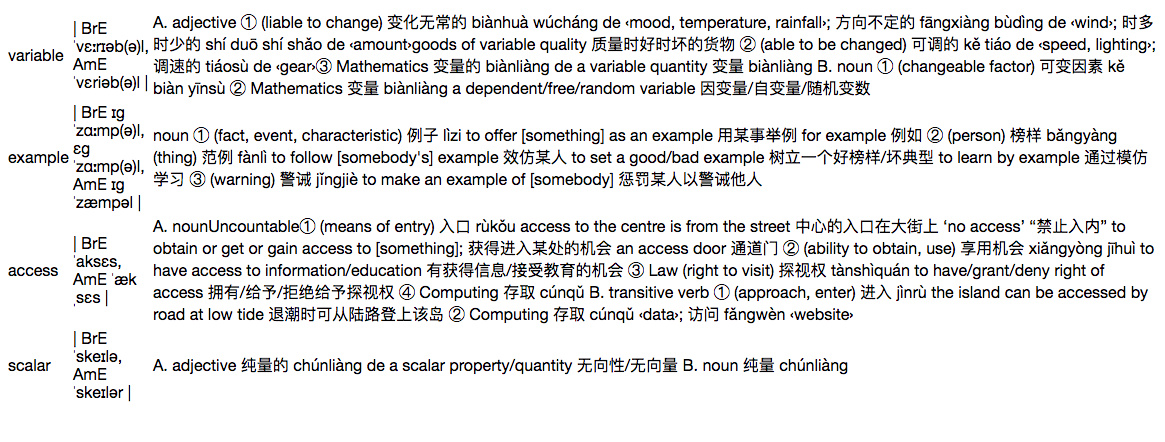 variable
| BrE
ˈvɛːrɪəb(ə)l,
AmE
ˈvɛriəb(ə)l |
A. adjective ① (liable to change) 变化无常的 biànhuà wúcháng de ‹mood, temperature, rainfall›; 方向不定的 fāngxiàng bùdìng de ‹wind›; 时多
时少的 shí duō shí shǎo de ‹amount›goods of variable quality 质量时好时坏的货物 ② (able to be changed) 可调的 kě tiáo de ‹speed, lighting›;
调速的 tiáosù de ‹gear›③ Mathematics 变量的 biànliàng de a variable quantity 变量 biànliàng B. noun ① (changeable factor) 可变因素 kě
biàn yīnsù ② Mathematics 变量 biànliàng a dependent/free/random variable 因变量/自变量/随机变数
example
| BrE ɪɡ
ˈzɑːmp(ə)l,
ɛɡ
ˈzɑːmp(ə)l,
AmE ɪɡ
ˈzæmpəl |
noun ① (fact, event, characteristic) 例子 lìzi to offer [something] as an example 用某事举例 for example 例如 ② (person) 榜样 bǎngyàng
(thing) 范例 fànlì to follow [somebody's] example 效仿某人 to set a good/bad example 树立一个好榜样/坏典型 to learn by example 通过模仿
学习 ③ (warning) 警诫 jǐngjiè to make an example of [somebody] 惩罚某人以警诫他人
access
| BrE
ˈaksɛs,
AmE ˈæk
ˌsɛs |
A. nounUncountable① (means of entry) 入口 rùkǒu access to the centre is from the street 中心的入口在大街上 ‘no access’ “禁止入内” to
obtain or get or gain access to [something]; 获得进入某处的机会 an access door 通道门 ② (ability to obtain, use) 享用机会 xiǎngyòng jīhuì to
have access to information/education 有获得信息/接受教育的机会 ③ Law (right to visit) 探视权 tànshìquán to have/grant/deny right of
access 拥有/给予/拒绝给予探视权 ④ Computing 存取 cúnqǔ B. transitive verb ① (approach, enter) 进入 jìnrù the island can be accessed by
road at low tide 退潮时可从陆路登上该岛 ② Computing 存取 cúnqǔ ‹data›; 访问 fǎngwèn ‹website›
scalar
| BrE
ˈskeɪlə,
AmE
ˈskeɪlər |
A. adjective 纯量的 chúnliàng de a scalar property/quantity 无向性/无向量 B. noun 纯量 chúnliàng